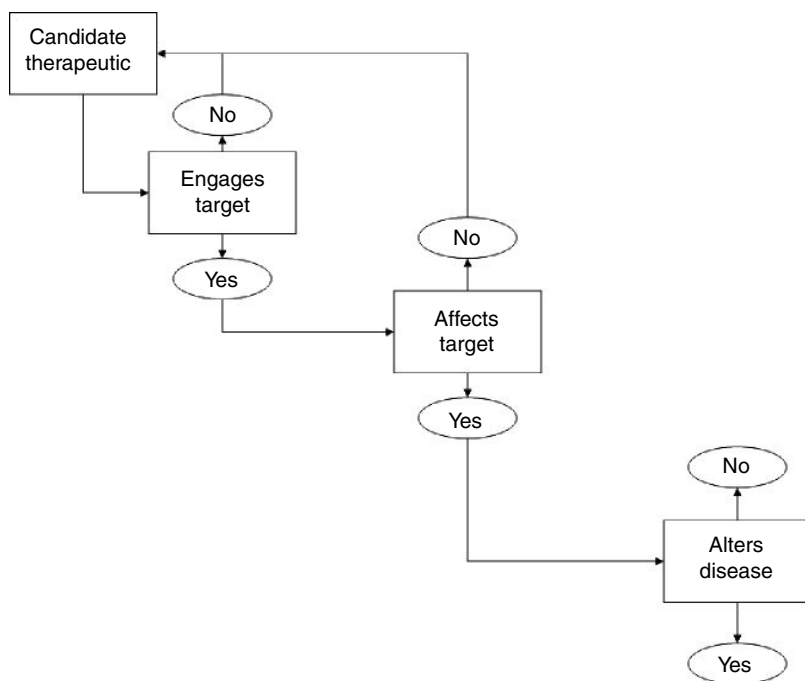 Candidate
therapeutic
No
Engages
target
Yes
No
Affects
target
Yes
No
Alters
disease
Yes